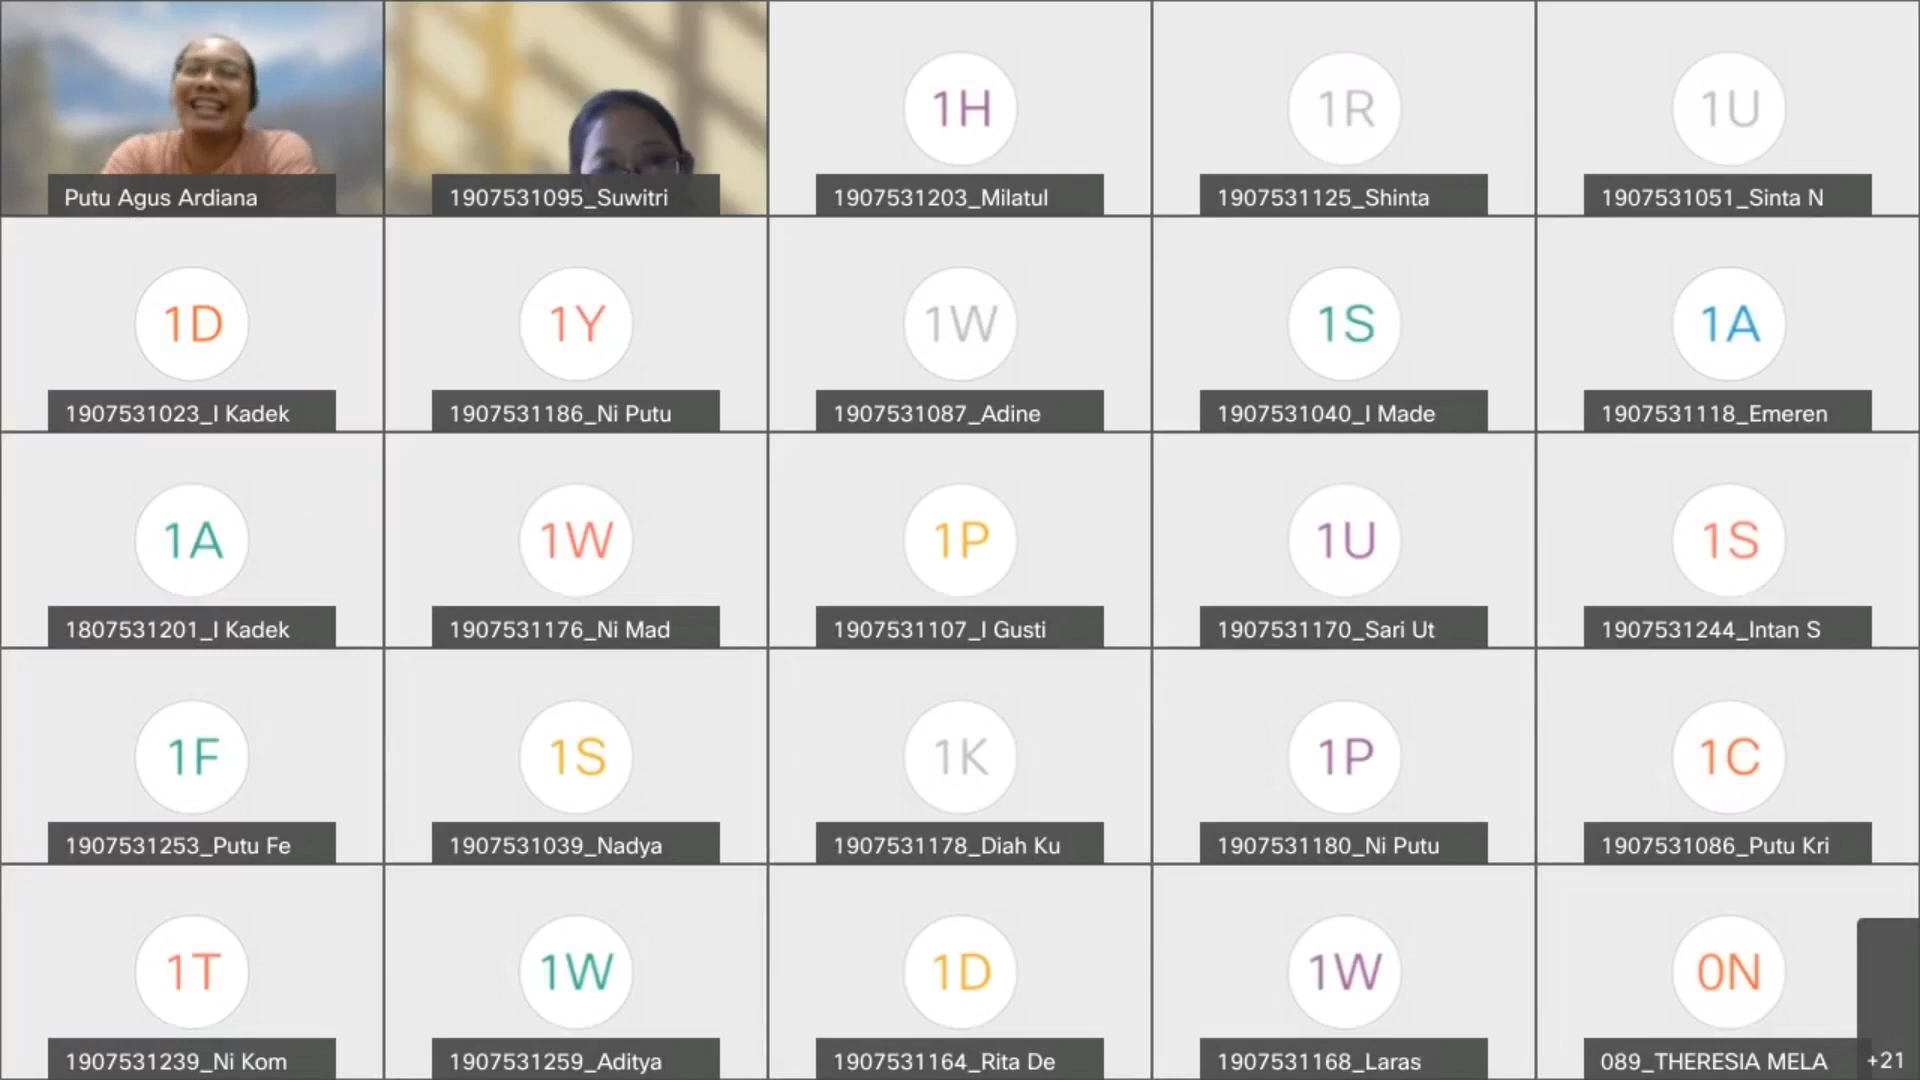 Putu Agus Ardiana
1907531095_Suwitri
1H
1907531203_Milatul
1R
1907531125_Shinta
1U
1907531051_Sinta N
1D
1907531023_I Kadek
1Y
1907531186_Ni Putu
1W
1907531087_Adine
1S
1907531040_I Made
1A
1907531118_Emeren
1A
1807531201_I Kadek
1W
1907531176_Ni Mad
1P
1907531107_I Gusti
1U
1907531170_Sari Ut
1S
1907531244_Intan S
1F
1907531253_Putu Fe
1S
1907531039_Nadya
1K
1907531178_Diah Ku
1P
1907531180_Ni Putu
1C
1907531086_Putu Kri
1T
1907531239_Ni Kom
1W
1907531259_Aditya
1D
1907531164_Rita De
1W
1907531168_Laras
0N
089_THERESIA MELA
+21